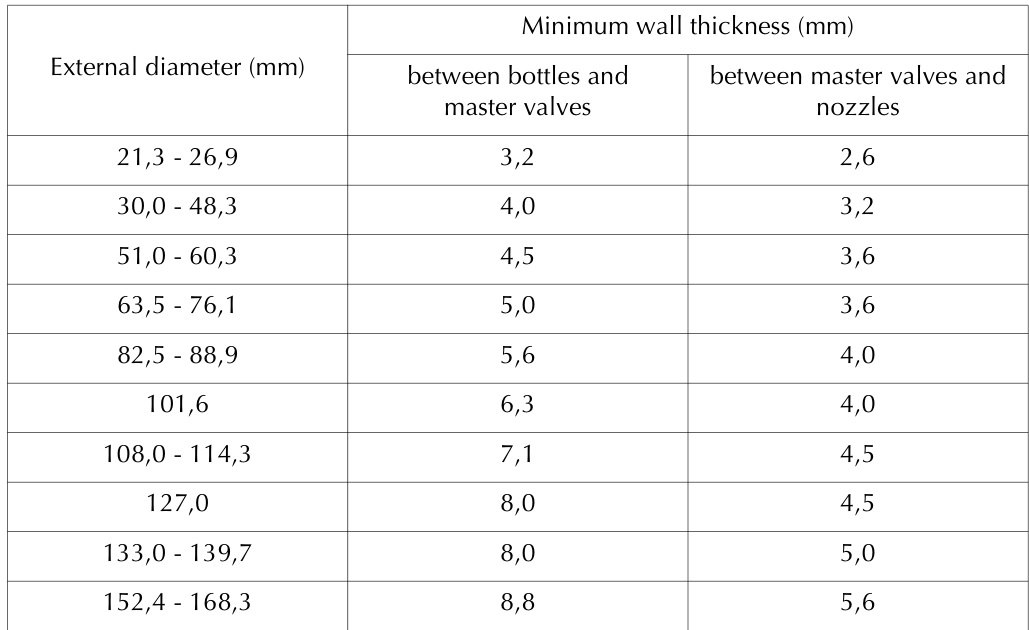 External diameter (mm)
Minimum wall thickness (mm)
between bottles and
master valves
between master valves and
nozzles
21,3 - 26,9
3,2
2,6
30,0 - 48,3
4,0
3,2
51,0 - 60,3
4,5
3,6
63,5 - 76,1
5,0
3,6
82,5 - 88,9
5,6
4,0
101,6
6,3
4,0
108,0 - 114,3
7,1
4,5
127,0
8,0
4,5
133,0 - 139,7
8,0
5,0
152,4 - 168,3
8,8
5,6